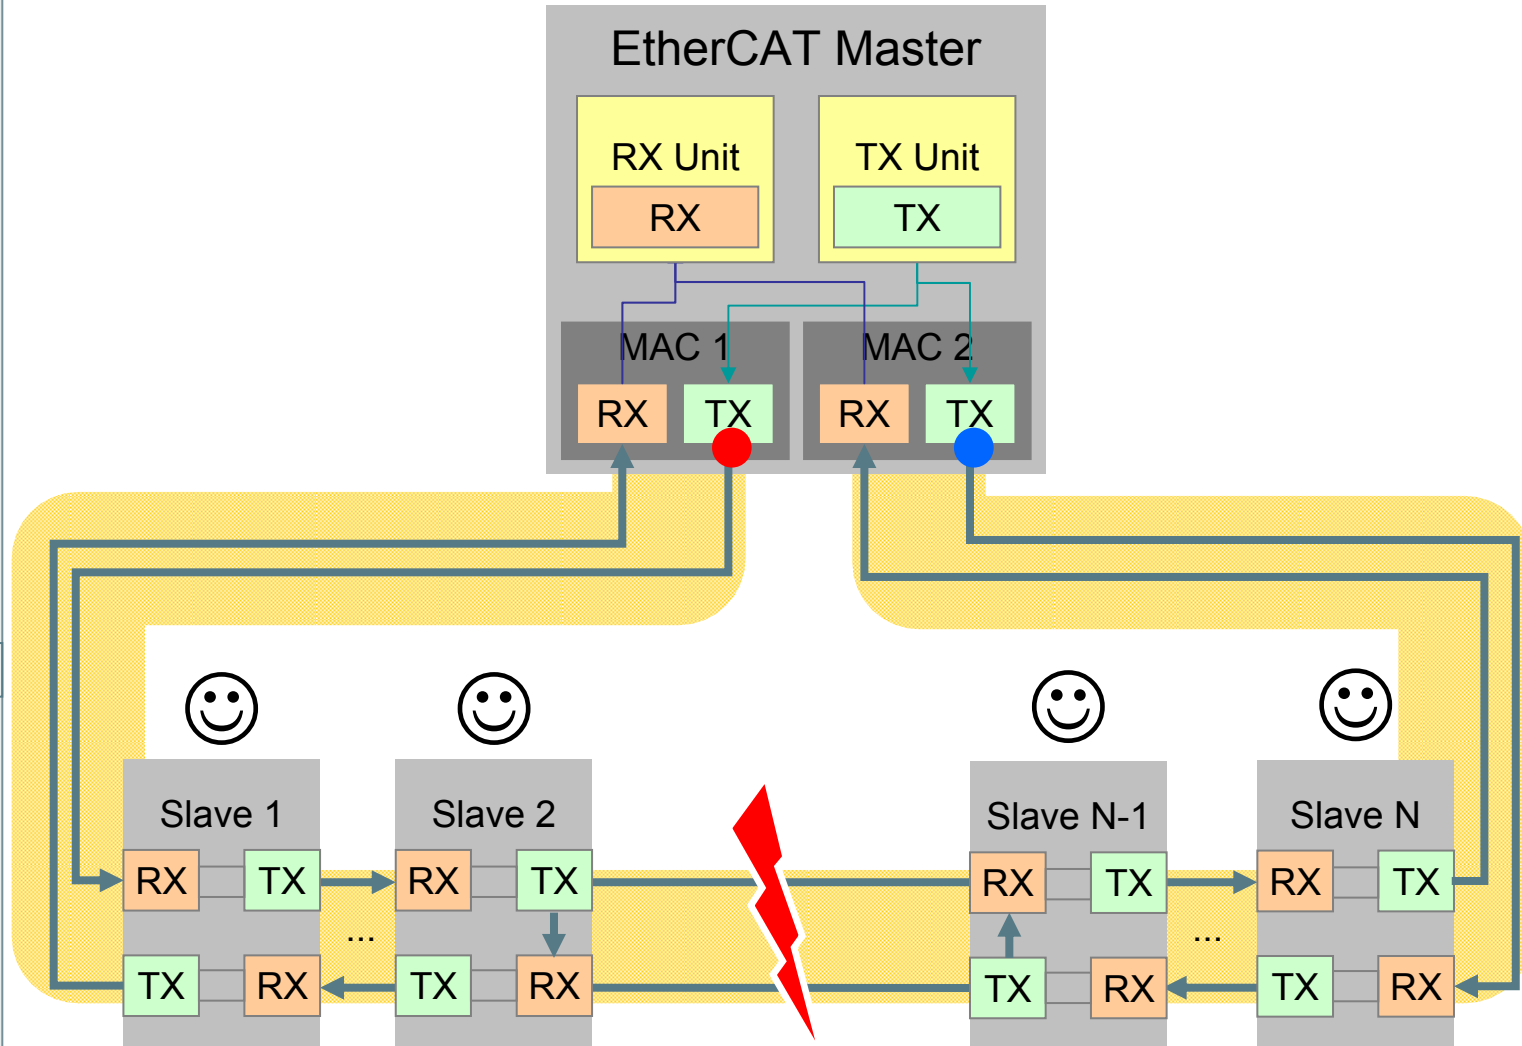 EtherCAT Master
RX Unit
TX Unit
RX
TX
MAC 1
MAC 2
RX
TX
RX
TX
Slave 1
Slave 2
Slave N-1
Slave N
RX
TX
RX
TX
RX
TX
RX
TX
...
...
TX
RX
TX
RX
TX
RX
TX
RX